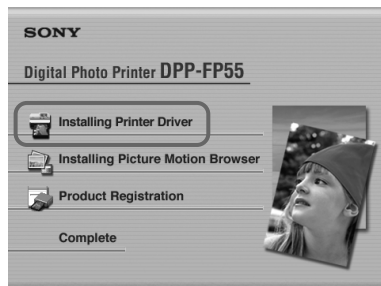 SONY
Digital Photo Printer DPP-FP55
Installing Printer Driver
Installing Picture Motion Browser
Product Registration
Complete